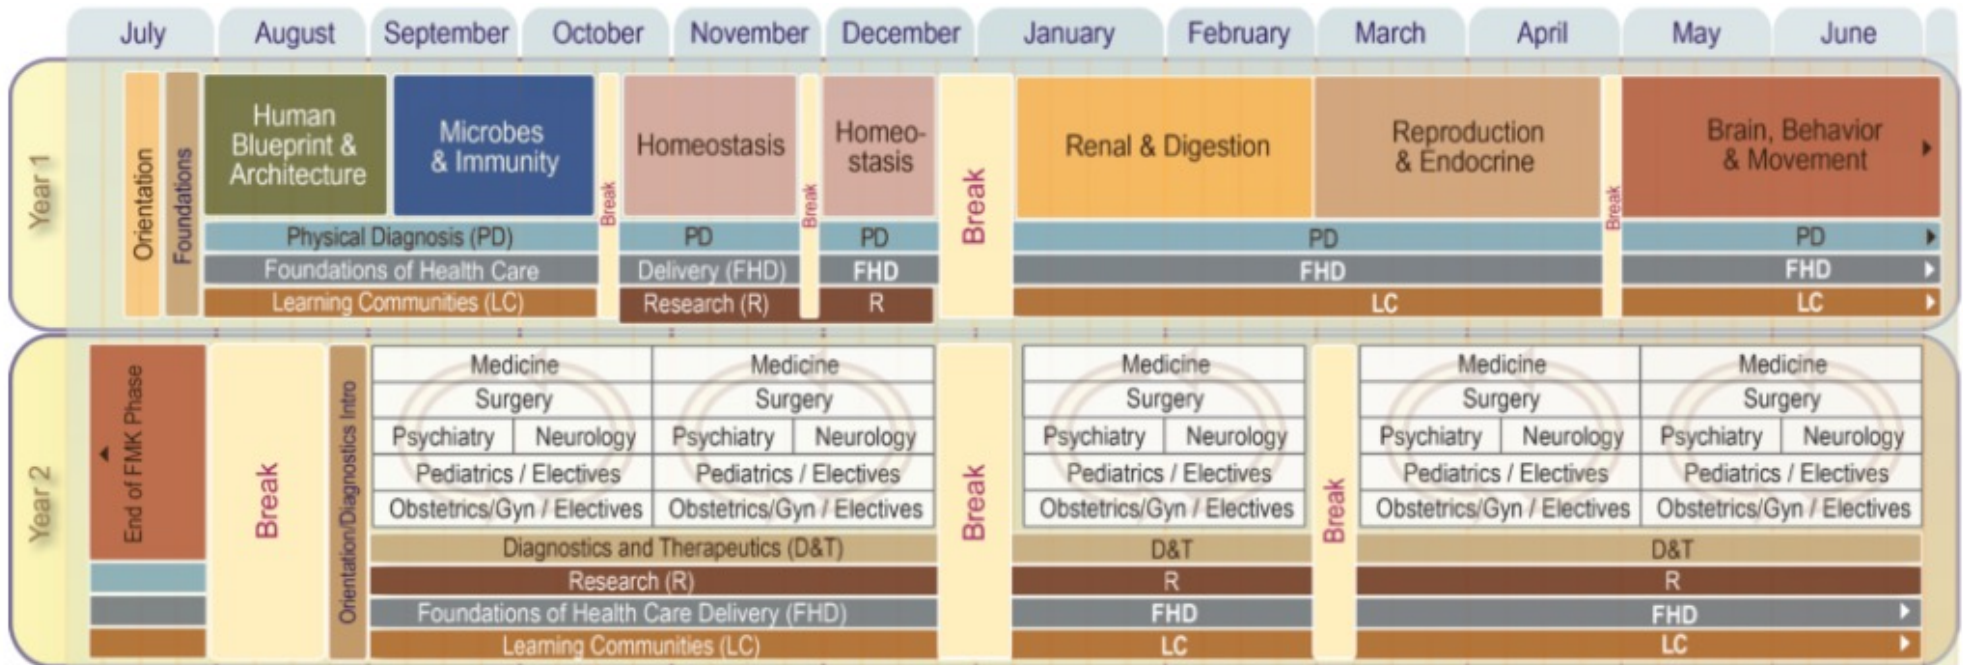 July August September October November December January February March April May June
Year 1
Orientation
Foundations
Human
Blueprint &
Architecture
Microbes
& Immunity
Break
Homeostasis
Break
Homeo-
stasis
Break
Renal & Digestion
Reproduction
& Endocrine
Break
Brain, Behavior
& Movement
Physical Diagnosis (PD) PD PD PD PD
Foundations of Health Care Delivery (FHD) FHD FHD FHD
Learning Communities (LC) Research (R) R LC LC
Year 2
End of FMK Phase
Break
Orientation/Diagnostics Intro
Medicine Medicine Medicine Medicine Medicine
Surgery Surgery Surgery Surgery Surgery
Psychiatry Neurology Psychiatry Neurology Psychiatry Neurology Psychiatry Neurology Psychiatry Neurology
Pediatrics / Electives Pediatrics / Electives Pediatrics / Electives Pediatrics / Electives Pediatrics / Electives
Obstetrics/Gyn / Electives Obstetrics/Gyn / Electives Obstetrics/Gyn / Electives Obstetrics/Gyn / Electives Obstetrics/Gyn / Electives
Break
Break
Diagnostics and Therapeutics (D&T) D&T D&T
Research (R) R R
Foundations of Health Care Delivery (FHD) FHD FHD
Learning Communities (LC) LC LC